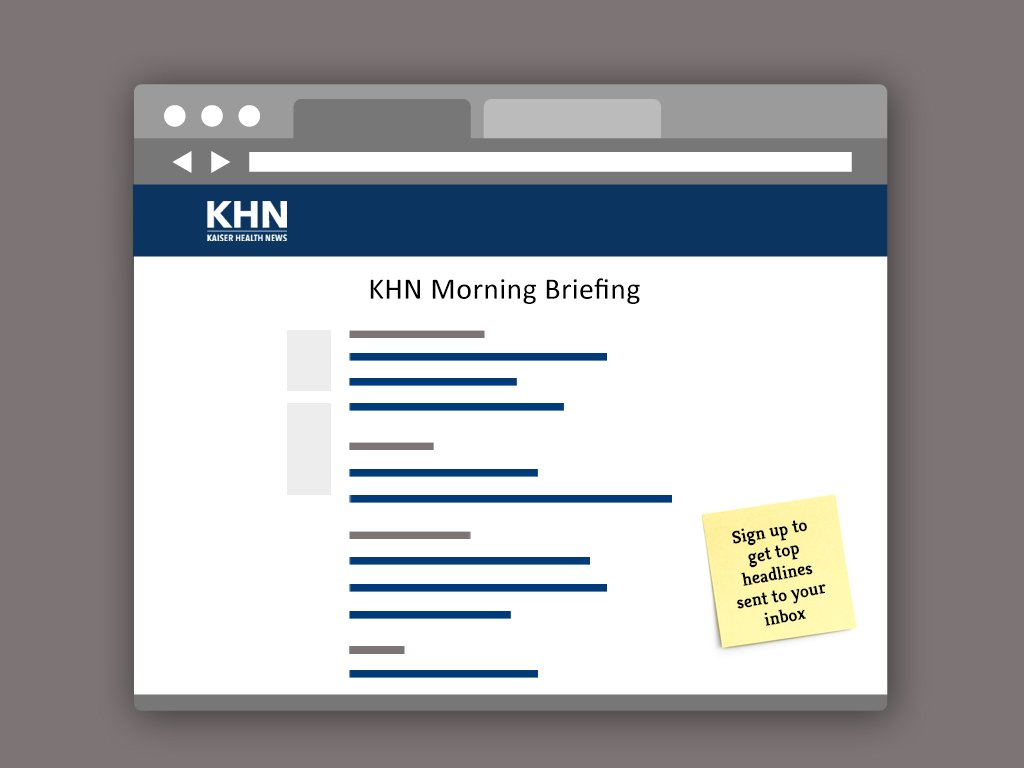 KHN
KAISER HEALTH NEWS
KHN Morning Briefing
Sign up to
get top
headlines
sent to your
inbox